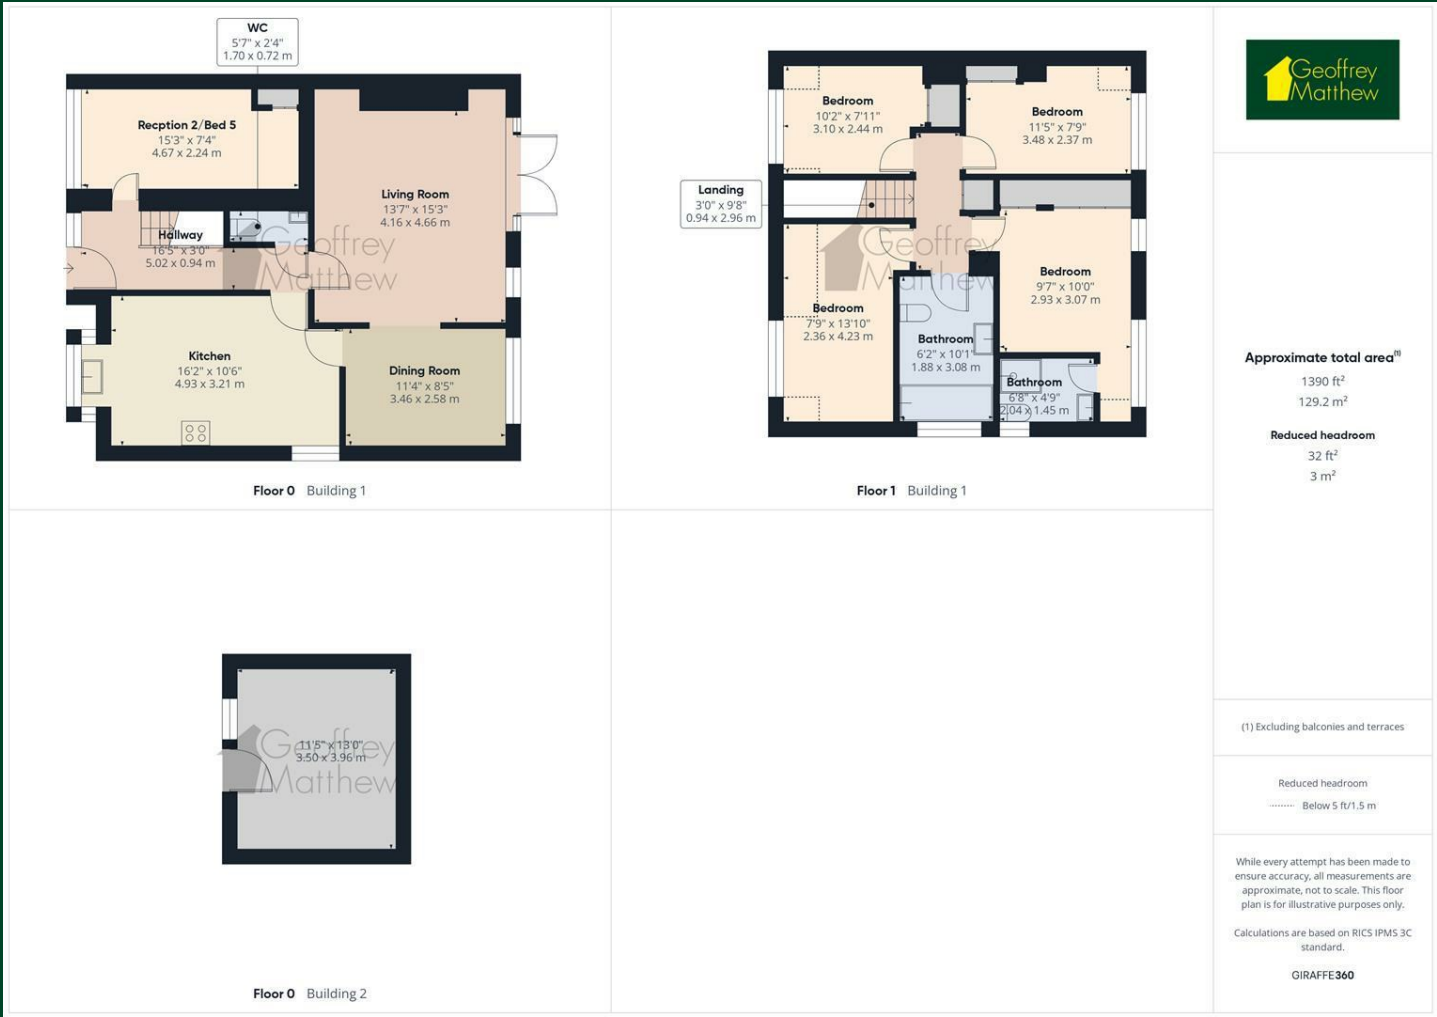 WC
5'7" x 2'4"
1.70 x 0.72 m
Recption 2/Bed 5
15'3" x 7'4"
4.67 x 2.24 m
Living Room
13'7" x 15'3"
4.16 x 4.66 m
Hallway
16'5" x 3'0"
5.02 x 0.94 m
Geoffrey
Matthew
Kitchen
16'2" x 10'6"
4.93 x 3.21 m
Dining Room
11'4" x 8'5"
3.46 x 2.58 m
Floor 0 Building 1
Bedroom
10'2" x 7'11"
3.10 x 2.44 m
Bedroom
11'5" x 7'9"
3.48 x 2.37 m
Landing
3'0" x 9'8"
0.94 x 2.96 m
Geoffrey
Matthew
Bedroom
9'7" x 10'0"
2.93 x 3.07 m
Bedroom
7'9" x 13'10"
2.36 x 4.23 m
Bathroom
6'2" x 10'1"
1.88 x 3.08 m
Bathroom
6'8" x 4'9"
2.04 x 1.45 m
Floor 1 Building 1
Geoffrey
Matthew
11'5" x 13'0"
3.50 x 3.96 m
Floor 0 Building 2
Geoffrey
Matthew
Approximate total area(1)
1390 ft²
129.2 m²
Reduced headroom
32 ft²
3 m²
(1) Excluding balconies and terraces
Reduced headroom
Below 5 ft/1.5 m
While every attempt has been made to
ensure accuracy, all measurements are
approximate, not to scale. This floor
plan is for illustrative purposes only.
Calculations are based on RICS IPMS 3C
standard.
GIRAFFE360